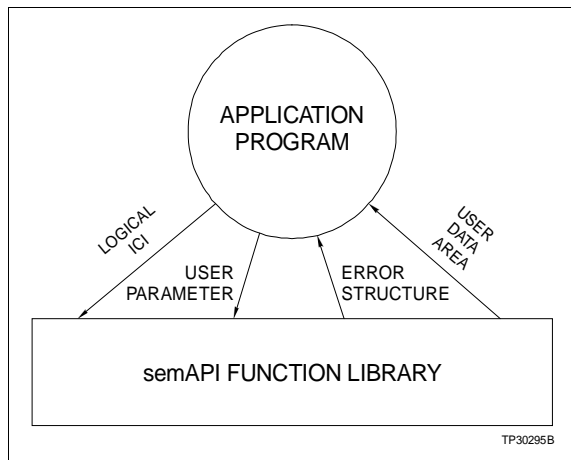 APPLICATION
PROGRAM
LOGICAL
ICI
USER
PARAMETER
ERROR
STRUCTURE
USER
DATA
AREA
semAPI FUNCTION LIBRARY
TP30295B